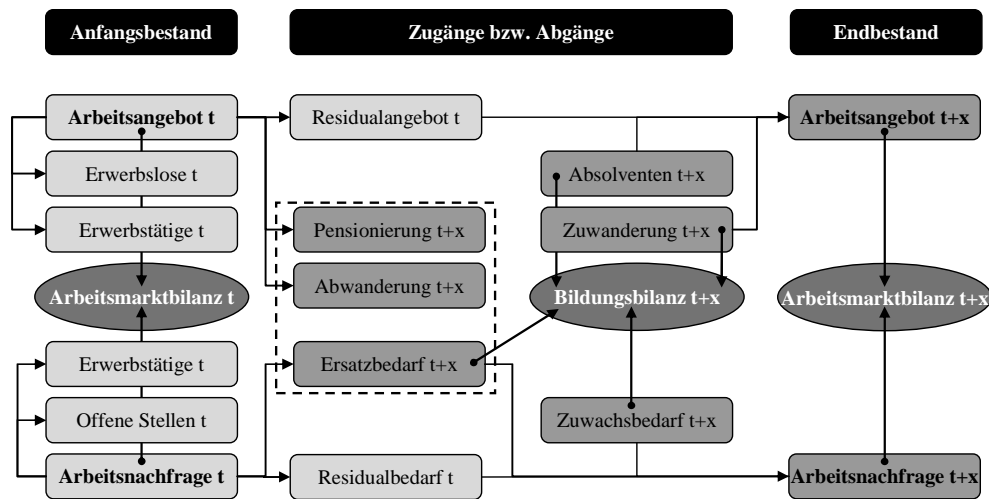 Anfangsbestand
Zugänge bzw. Abgänge
Endbestand
Arbeitsangebot t
Residualangebot t
Arbeitsangebot t+x
Erwerbslose t
Absolventen t+x
Erwerbstätige t
Pensionierung t+x
Zuwanderung t+x
Arbeitsmarktbilanz t
Abwanderung t+x
Bildungsbilanz t+x
Arbeitsmarktbilanz t+x
Erwerbstätige t
Ersatzbedarf t+x
Offene Stellen t
Zuwachsbedarf t+x
Arbeitsnachfrage t
Residualbedarf t
Arbeitsnachfrage t+x